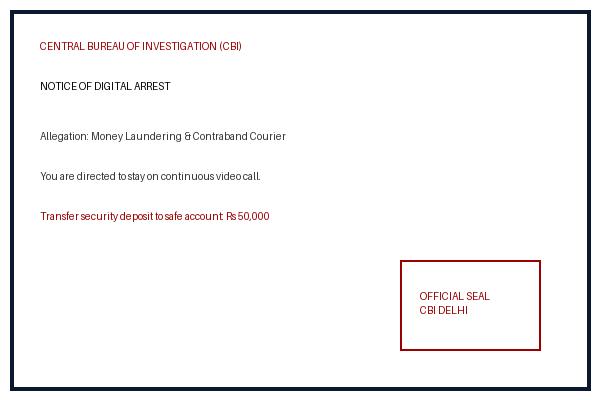 CENTRAL BUREAU OF INVESTIGATION (CBI)
NOTICE OF DIGITAL ARREST
Allegation: Money Laundering & Contraband Courier
You are directed to stay on continuous video call.
Transfer security deposit to safe account: Rs 50,000
OFFICIAL SEAL
CBI DELHI